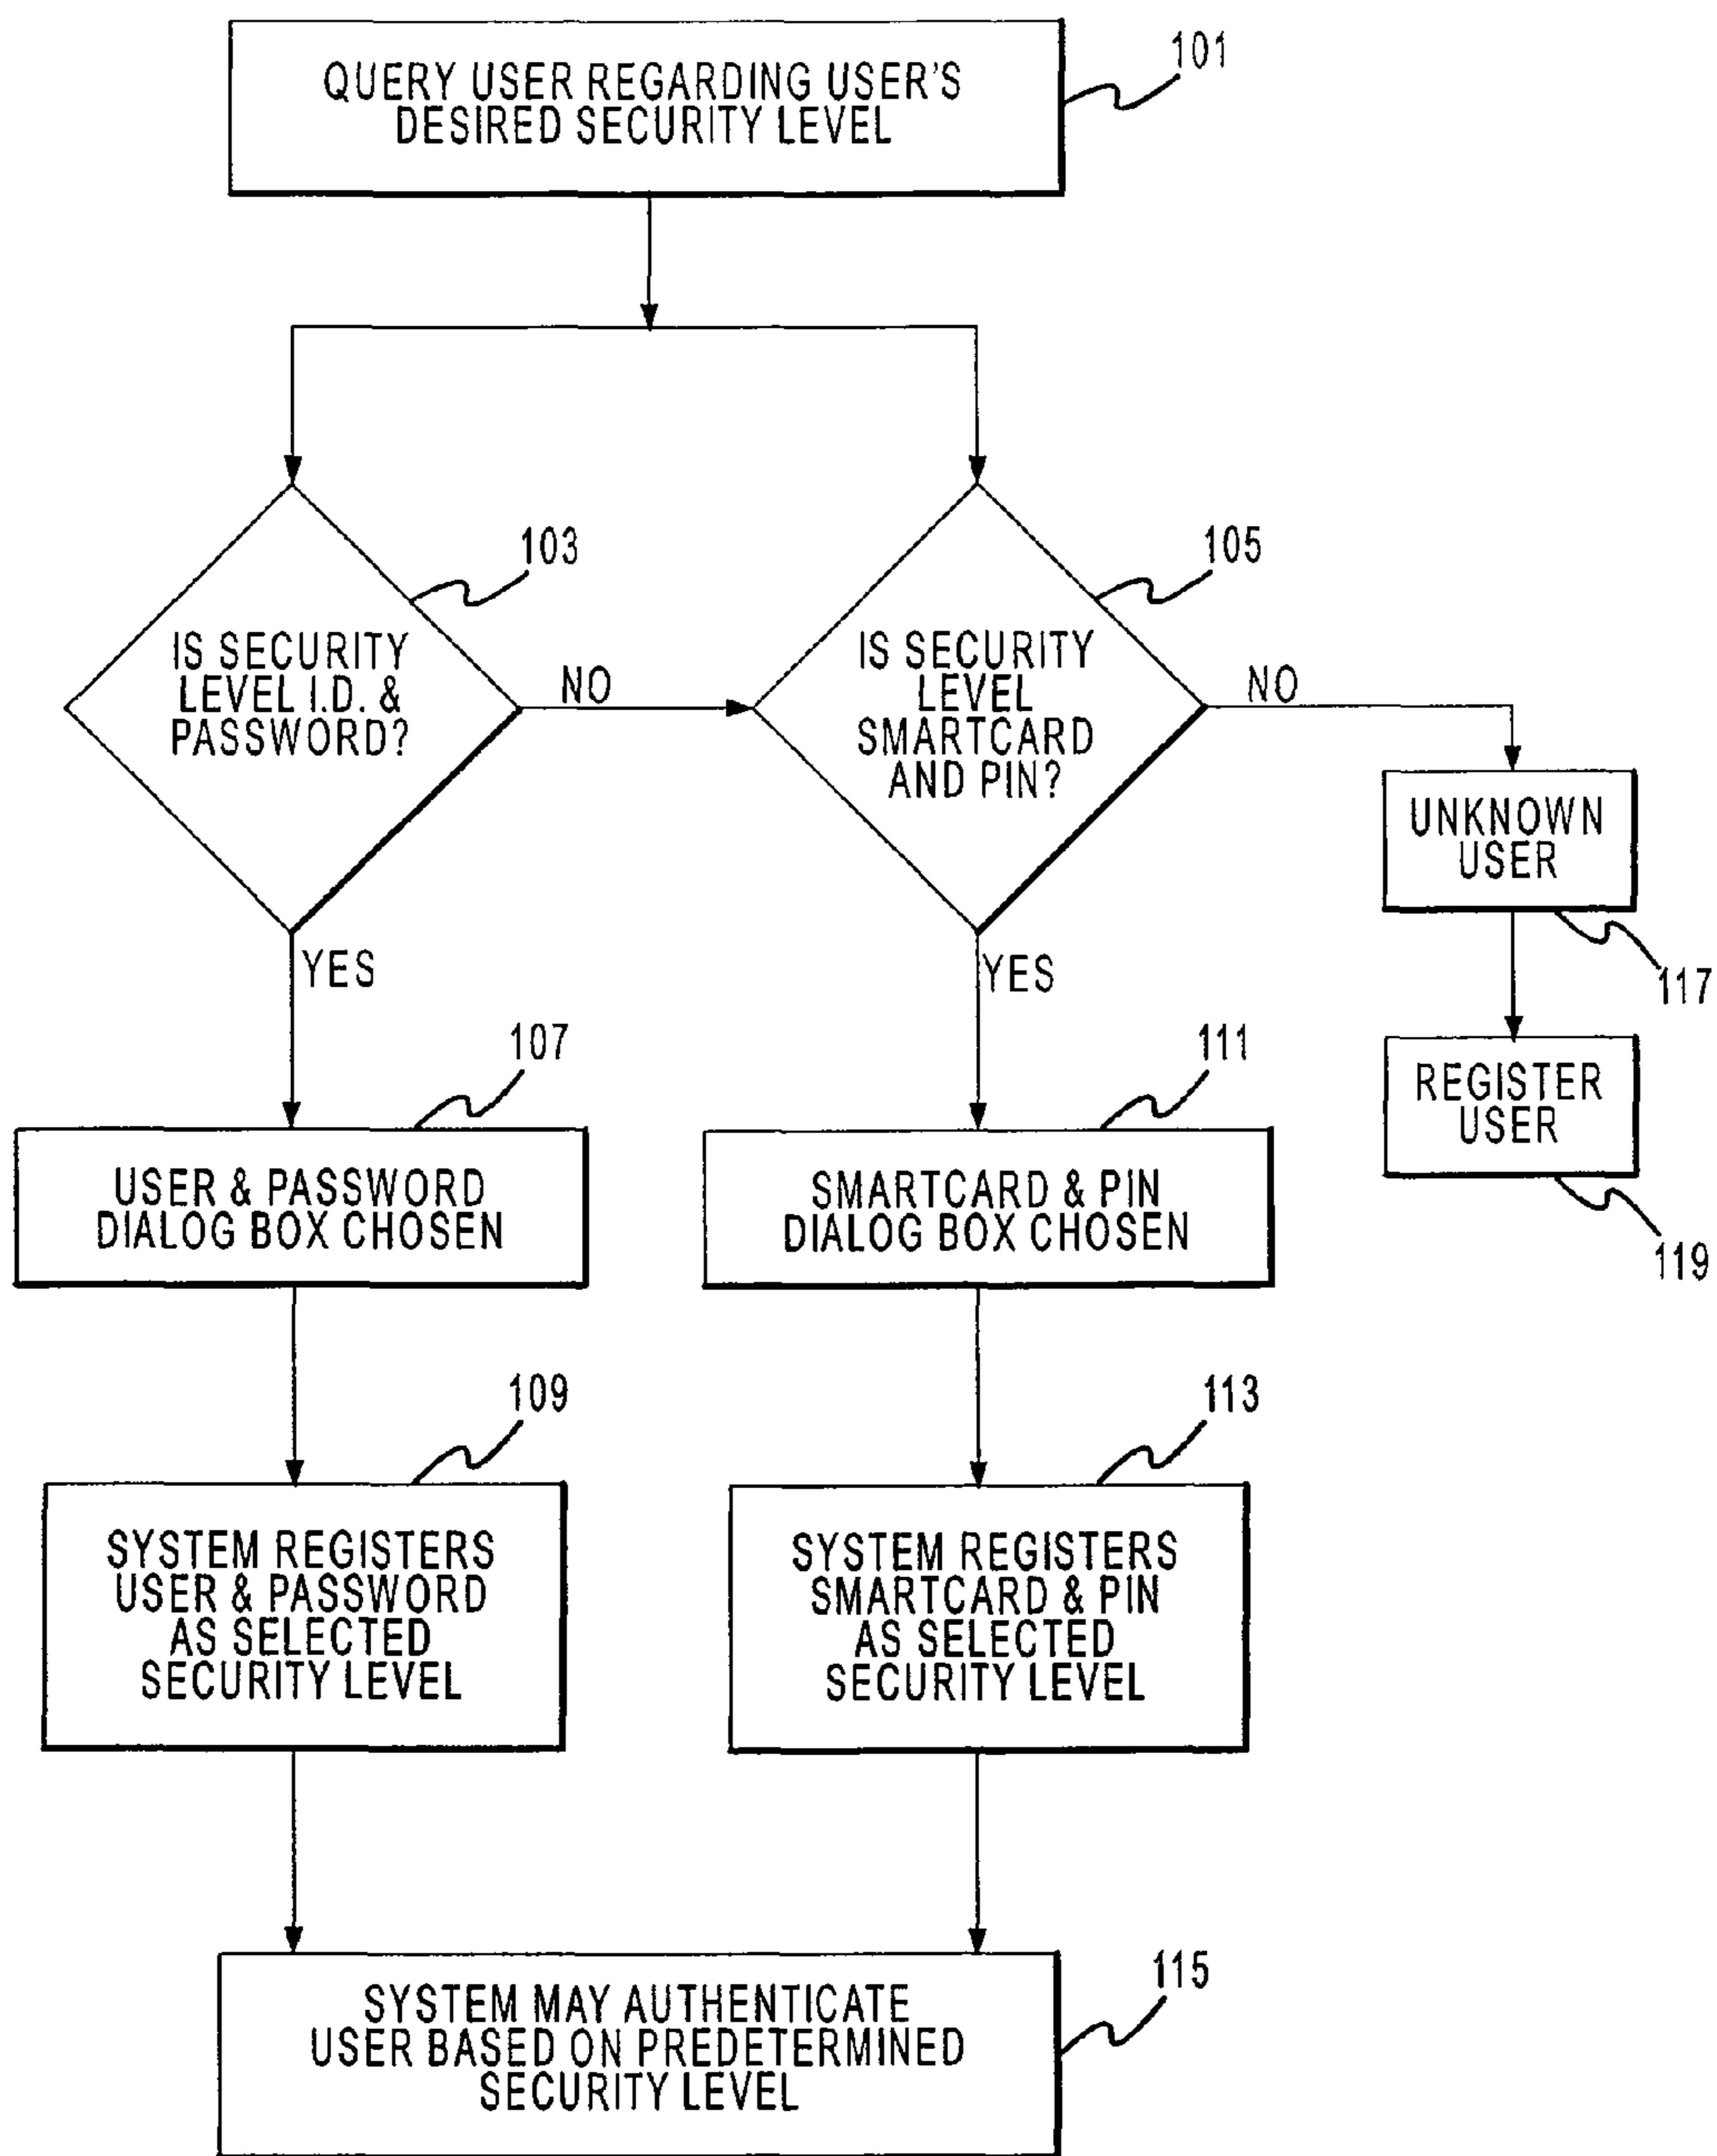 101
QUERY USER REGARDING USER'S
DESIRED SECURITY LEVEL
103
IS SECURITY
LEVEL I.D. &
PASSWORD?
NO
YES
105
IS SECURITY
LEVEL
SMARTCARD
AND PIN?
NO
YES
UNKNOWN
USER
117
REGISTER
USER
119
107
USER & PASSWORD
DIALOG BOX CHOSEN
111
SMARTCARD & PIN
DIALOG BOX CHOSEN
109
SYSTEM REGISTERS
USER & PASSWORD
AS SELECTED
SECURITY LEVEL
113
SYSTEM REGISTERS
SMARTCARD & PIN
AS SELECTED
SECURITY LEVEL
115
SYSTEM MAY AUTHENTICATE
USER BASED ON PREDETERMINED
SECURITY LEVEL